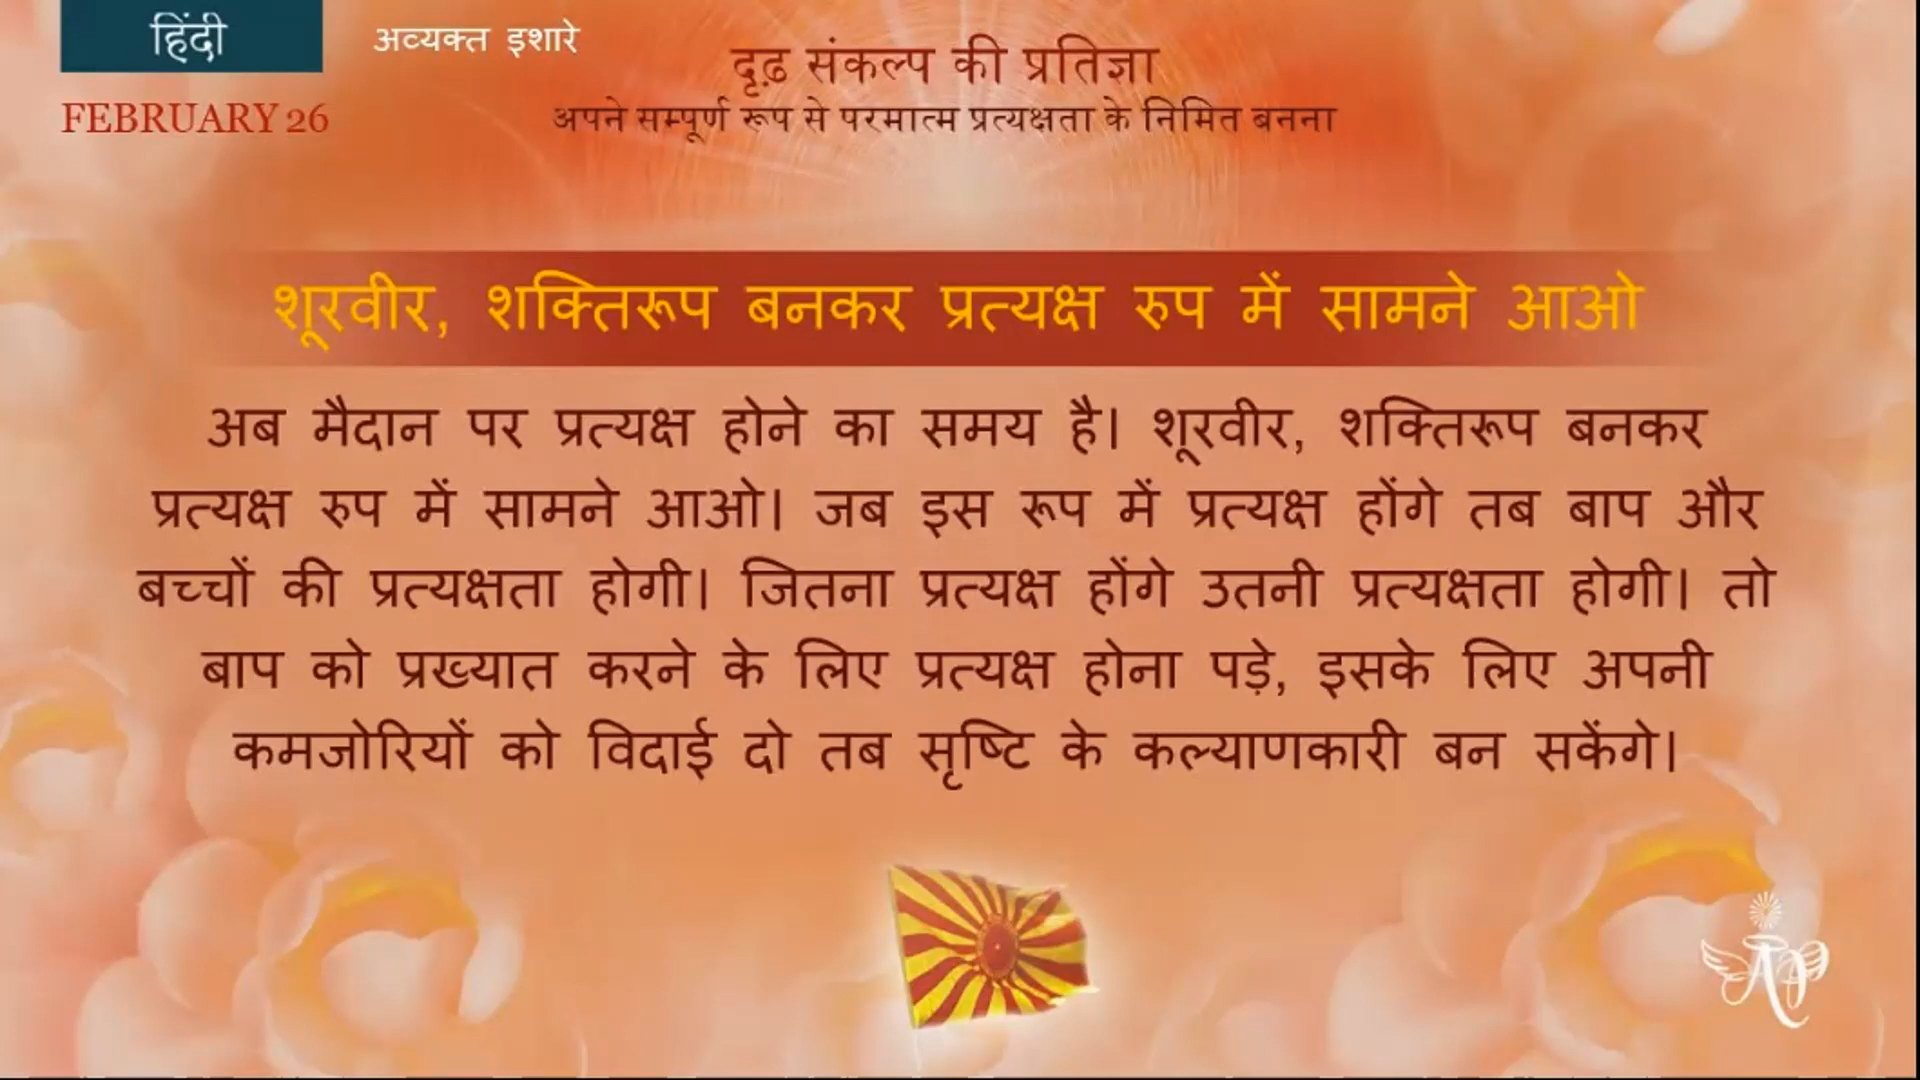 हिंदी
अव्यक्त इशारे
दृढ़ संकल्प की प्रतिज्ञा
FEBRUARY 26
अपने सम्पूर्ण रूप से परमात्म प्रत्यक्षता के निमित बनना
शूरवीर, शक्तिरूप बनकर प्रत्यक्ष रुप में सामने आओ
अब मैदान पर प्रत्यक्ष होने का समय है। शूरवीर, शक्तिरूप बनकर
प्रत्यक्ष रुप में सामने आओ। जब इस रूप में प्रत्यक्ष होंगे तब बाप और
बच्चों की प्रत्यक्षता होगी। जितना प्रत्यक्ष होंगे उतनी प्रत्यक्षता होगी। तो
बाप को प्रख्यात करने के लिए प्रत्यक्ष होना पड़े, इसके लिए अपनी
कमजोरियों को विदाई दो तब सृष्टि के कल्याणकारी बन सकेंगे।